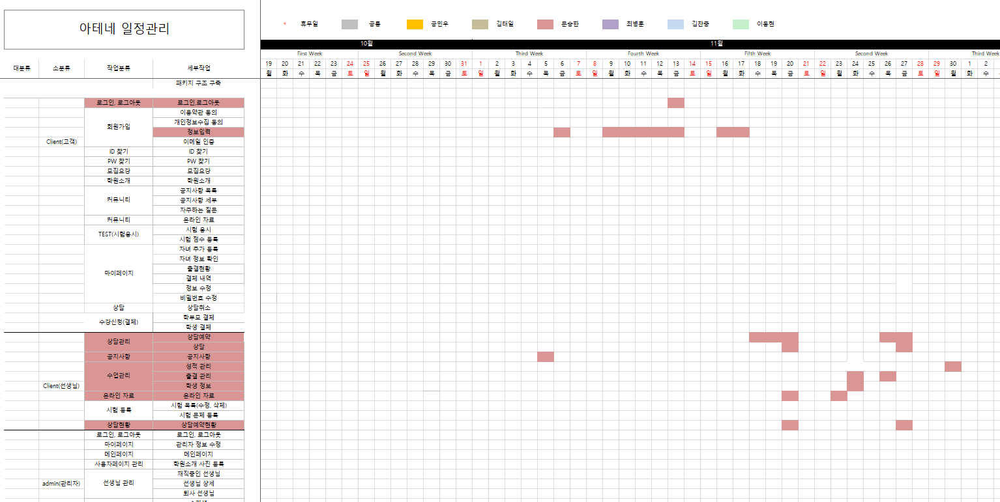 아테네 일정관리
* 휴무일 공통 공민우 김태일 문승한 최병훈 김찬중 이동현
10월 11월
First Week Second Week Third Week Fourth Week Fifth Week Second Week Third Week
대분류 소분류 작업분류 세부작업
19 20 21 22 23 24 25 26 27 28 29 30 31 1 2 3 4 5 6 7 8 9 10 11 12 13 14 15 16 17 18 19 20 21 22 23 24 25 26 27 28 29 30 1 2
월 화 수 목 금 토 일 월 화 수 목 금 토 일 월 화 수 목 금 토 일 월 화 수 목 금 토 일 월 화 수 목 금 토 일 월 화 수 목 금 토 일 월 화 수
패키지 구조 구축
로그인, 로그아웃 로그인.로그아웃
이용약관 동의
회원가입 개인정보수집 동의
정보입력
Client(고객) 이메일 인증
ID 찾기 ID 찾기
PW 찾기 PW 찾기
모집요강 모집요강
학원소개 학원소개
공지사항 목록
커뮤니티 공지사항 세부
자주하는 질문
커뮤니티 온라인 자료
TEST(시험응시) 시험 응시
시험 점수 등록
자녀 추가 등록
자녀 정보 확인
마이페이지 출결현황
결제 내역
정보 수정
비밀번호 수정
상담 상담취소
수강신청(결제) 학부모 결제
학생 결제
상담관리 상담예약
상담
공지사항 공지사항
성적 관리
수업관리 출결 관리
Client(선생님) 학생 정보
온라인 자료 온라인 자료
시험 등록 시험 목록(수정, 삭제)
시험 문제 등록
상담현황 상담예약현황
로그인, 로그아웃 로그인, 로그아웃
마이페이지 관리자 정보 수정
메인페이지 메인페이지
사용자페이지 관리 학원소개 사진 등록
재직중인 선생님
admin(관리자) 선생님 관리 선생님 상세
퇴사 선생님